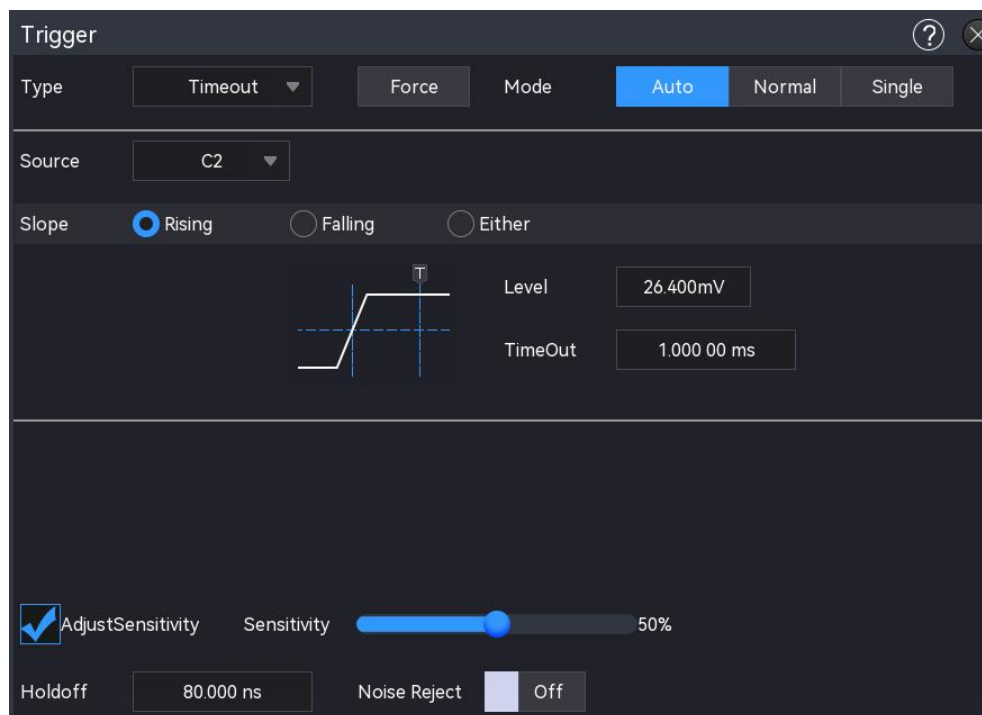 Trigger ?
Type Timeout Force Mode Auto Normal Single
Source C2
Slope Rising Falling Either
T
Level 26.400mV
TimeOut 1.000 00 ms
AdjustSensitivity Sensitivity 50%
Holdoff 80.000 ns Noise Reject Off